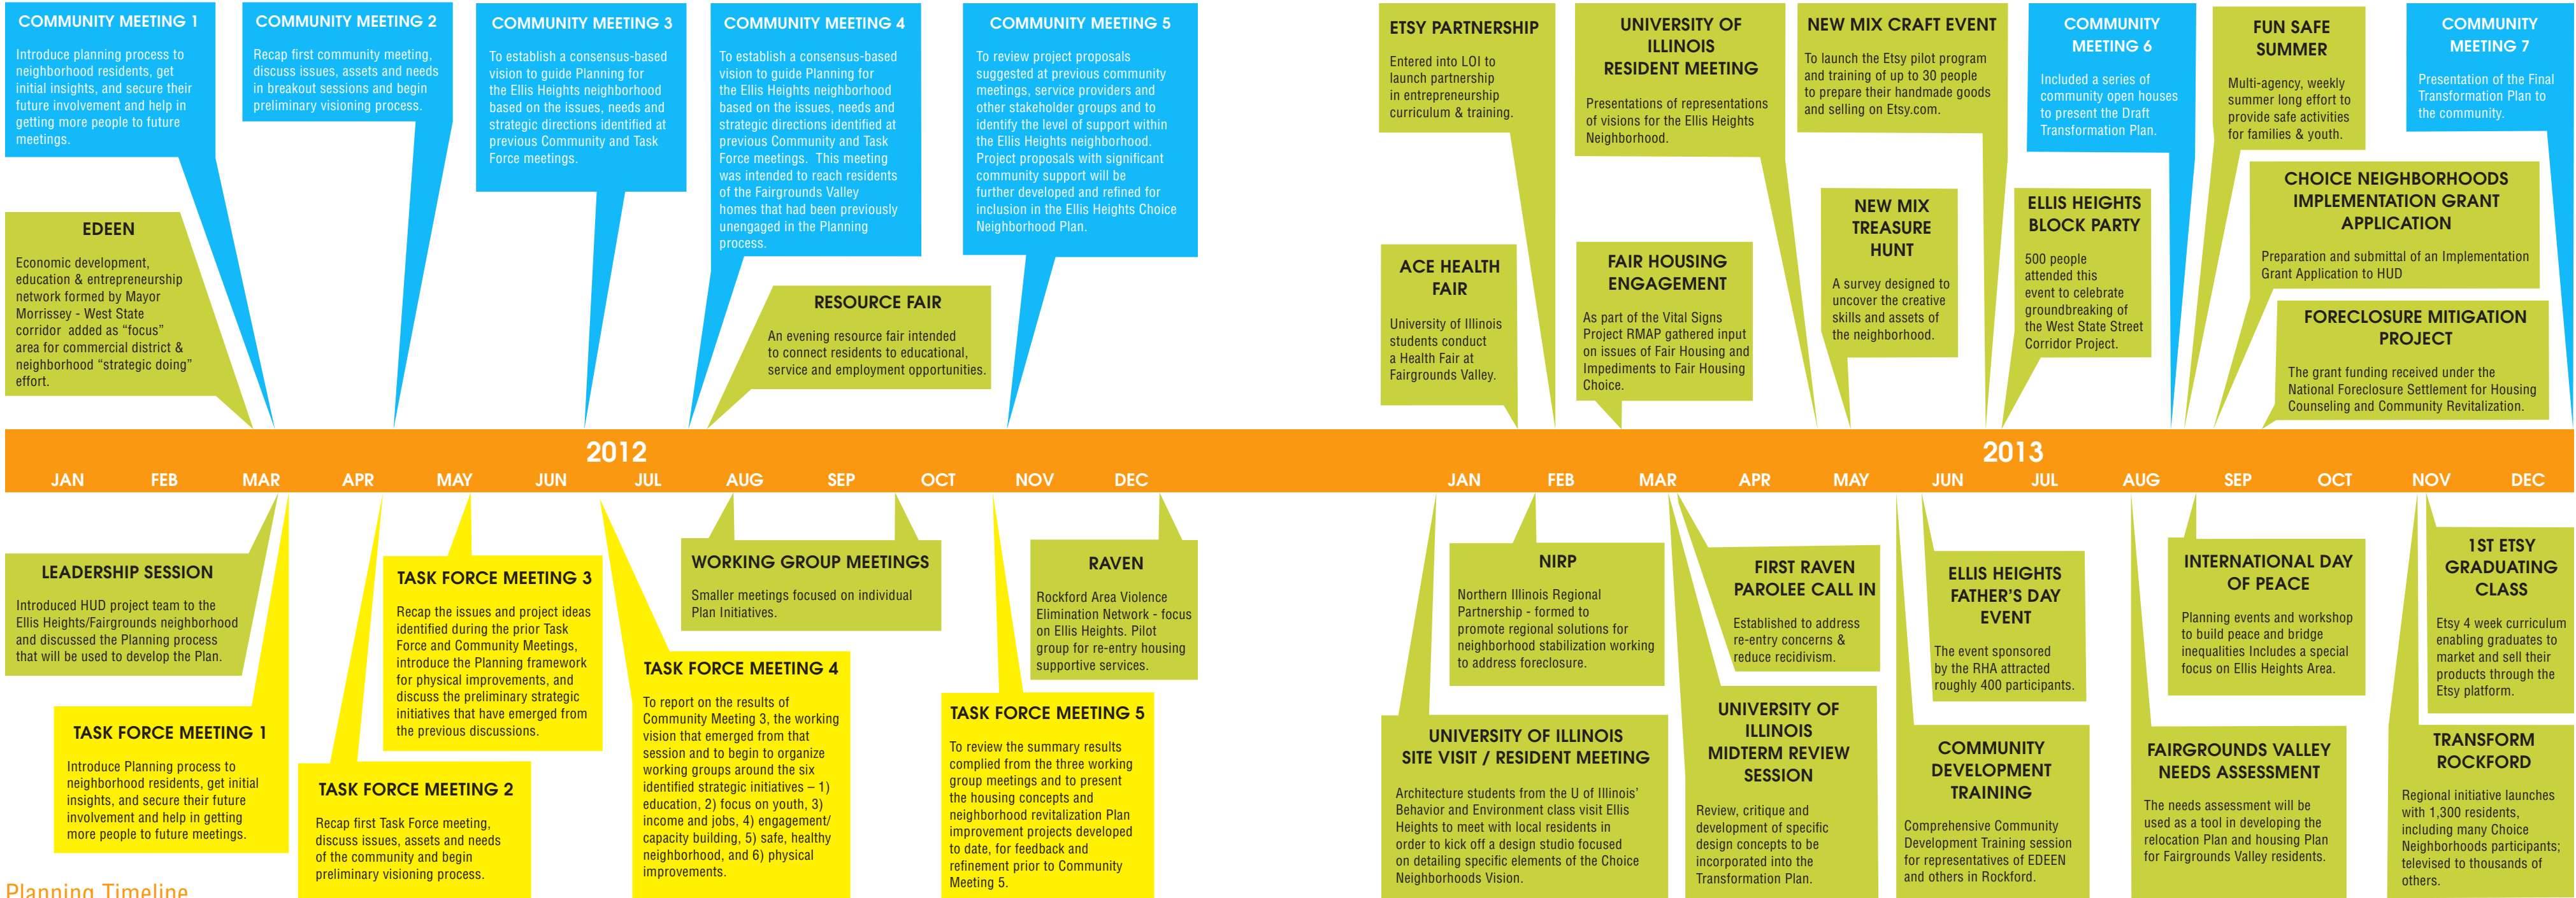 COMMUNITY MEETING 1
Introduce planning process to
neighborhood residents, get
initial insights, and secure their
future involvement and help in
getting more people to future
meetings.
COMMUNITY MEETING 2
Recap first community meeting,
discuss issues, assets and needs
in breakout sessions and begin
preliminary visioning process.
COMMUNITY MEETING 3
To establish a consensus-based
vision to guide Planning for
the Ellis Heights neighborhood
based on the issues, needs and
strategic directions identified at
previous Community and Task
Force meetings.
COMMUNITY MEETING 4
To establish a consensus-based
vision to guide Planning for
the Ellis Heights neighborhood
based on the issues, needs and
strategic directions identified at
previous Community and Task
Force meetings.  This meeting
was intended to reach residents
of the Fairgrounds Valley
homes that had been previously
unengaged in the Planning
process.
COMMUNITY MEETING 5
To review project proposals
suggested at previous community
meetings, service providers and
other stakeholder groups and to
identify the level of support within
the Ellis Heights neighborhood.
Project proposals with significant
community support will be
further developed and refined for
inclusion in the Ellis Heights Choice
Neighborhood Plan.
EDEEN
Economic development,
education & entrepreneurship
network formed by Mayor
Morrissey - West State
corridor  added as “focus”
area for commercial district &
neighborhood “strategic doing”
effort.
RESOURCE FAIR
An evening resource fair intended
to connect residents to educational,
service and employment opportunities.
ETSY PARTNERSHIP
Entered into LOI to
launch partnership
in entrepreneurship
curriculum & training.
UNIVERSITY OF
ILLINOIS
RESIDENT MEETING
Presentations of representations
of visions for the Ellis Heights
Neighborhood.
NEW MIX CRAFT EVENT
To launch the Etsy pilot program
and training of up to 30 people
to prepare their handmade goods
and selling on Etsy.com.
COMMUNITY
MEETING 6
Included a series of
community open houses
to present the Draft
Transformation Plan.
FUN SAFE
SUMMER
Multi-agency, weekly
summer long effort to
provide safe activities
for families & youth.
COMMUNITY
MEETING 7
Presentation of the Final
Transformation Plan to
the community.
ACE HEALTH
FAIR
University of Illinois
students conduct
a Health Fair at
Fairgrounds Valley.
FAIR HOUSING
ENGAGEMENT
As part of the Vital Signs
Project RMAP gathered input
on issues of Fair Housing and
Impediments to Fair Housing
Choice.
NEW MIX
TREASURE
HUNT
A survey designed to
uncover the creative
skills and assets of
the neighborhood.
ELLIS HEIGHTS
BLOCK PARTY
500 people
attended this
event to celebrate
groundbreaking of
the West State Street
Corridor Project.
CHOICE NEIGHBORHOODS
IMPLEMENTATION GRANT
APPLICATION
Preparation and submittal of an Implementation
Grant Application to HUD
FORECLOSURE MITIGATION
PROJECT
The grant funding received under the
National Foreclosure Settlement for Housing
Counseling and Community Revitalization.
2012
JAN FEB MAR APR MAY JUN JUL AUG SEP OCT NOV DEC
2013
JAN FEB MAR APR MAY JUN JUL AUG SEP OCT NOV DEC
LEADERSHIP SESSION
Introduced HUD project team to the
Ellis Heights/Fairgrounds neighborhood
and discussed the Planning process
that will be used to develop the Plan.
TASK FORCE MEETING 1
Introduce Planning process to
neighborhood residents, get initial
insights, and secure their future
involvement and help in getting
more people to future meetings.
TASK FORCE MEETING 2
Recap first Task Force meeting,
discuss issues, assets and needs
of the community and begin
preliminary visioning process.
TASK FORCE MEETING 3
Recap the issues and project ideas
identified during the prior Task
Force and Community Meetings,
introduce the Planning framework
for physical improvements, and
discuss the preliminary strategic
initiatives that have emerged from
the previous discussions.
TASK FORCE MEETING 4
To report on the results of
Community Meeting 3, the working
vision that emerged from that
session and to begin to organize
working groups around the six
identified strategic initiatives – 1)
education, 2) focus on youth, 3)
income and jobs, 4) engagement/
capacity building, 5) safe, healthy
neighborhood, and 6) physical
improvements.
WORKING GROUP MEETINGS
Smaller meetings focused on individual
Plan Initiatives.
TASK FORCE MEETING 5
To review the summary results
complied from the three working
group meetings and to present
the housing concepts and
neighborhood revitalization Plan
improvement projects developed
to date, for feedback and
refinement prior to Community
Meeting 5.
RAVEN
Rockford Area Violence
Elimination Network - focus
on Ellis Heights. Pilot
group for re-entry housing
supportive services.
UNIVERSITY OF ILLINOIS
SITE VISIT / RESIDENT MEETING
Architecture students from the U of Illinois’
Behavior and Environment class visit Ellis
Heights to meet with local residents in
order to kick off a design studio focused
on detailing specific elements of the Choice
Neighborhoods Vision.
NIRP
Northern Illinois Regional
Partnership - formed to
promote regional solutions for
neighborhood stabilization working
to address foreclosure.
UNIVERSITY OF
ILLINOIS
MIDTERM REVIEW
SESSION
Review, critique and
development of specific
design concepts to be
incorporated into the
Transformation Plan.
FIRST RAVEN
PAROLEE CALL IN
Established to address
re-entry concerns &
reduce recidivism.
COMMUNITY
DEVELOPMENT
TRAINING
Comprehensive Community
Development Training session
for representatives of EDEEN
and others in Rockford.
ELLIS HEIGHTS
FATHER’S DAY
EVENT
The event sponsored
by the RHA attracted
roughly 400 participants.
FAIRGROUNDS VALLEY
NEEDS ASSESSMENT
The needs assessment will be
used as a tool in developing the
relocation Plan and housing Plan
for Fairgrounds Valley residents.
INTERNATIONAL DAY
OF PEACE
Planning events and workshop
to build peace and bridge
inequalities Includes a special
focus on Ellis Heights Area.
TRANSFORM
ROCKFORD
Regional initiative launches
with 1,300 residents,
including many Choice
Neighborhoods participants;
televised to thousands of
others.
1ST ETSY
GRADUATING
CLASS
Etsy 4 week curriculum
enabling graduates to
market and sell their
products through the
Etsy platform.
Planning Timeline